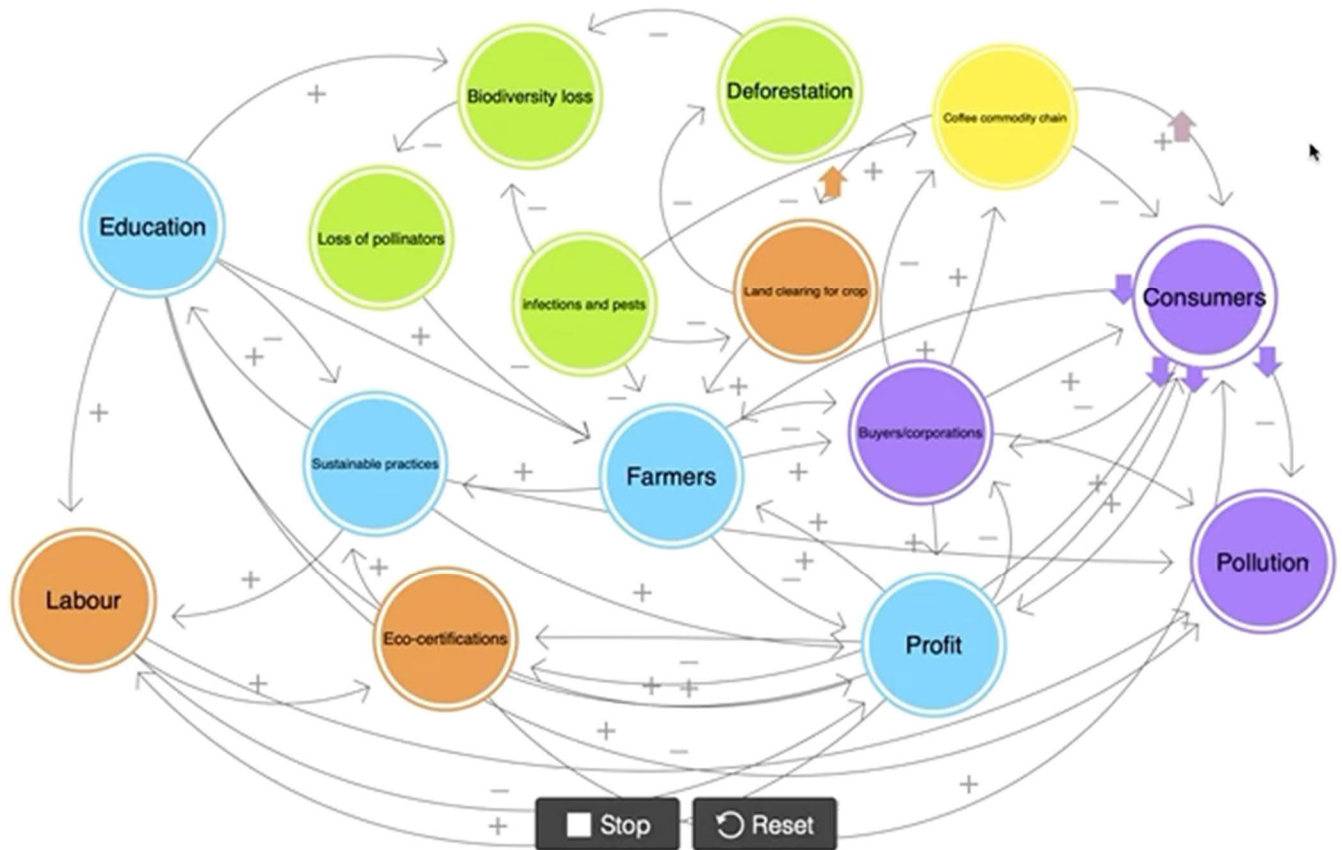 Biodiversity loss
Deforestation
Coffee commodity chain
Education
Loss of pollinators
infections and pests
Land clearing for crop
Consumers
Sustainable practices
Farmers
Buyers/corporations
Labour
Eco-certifications
Profit
Pollution
Stop
Reset